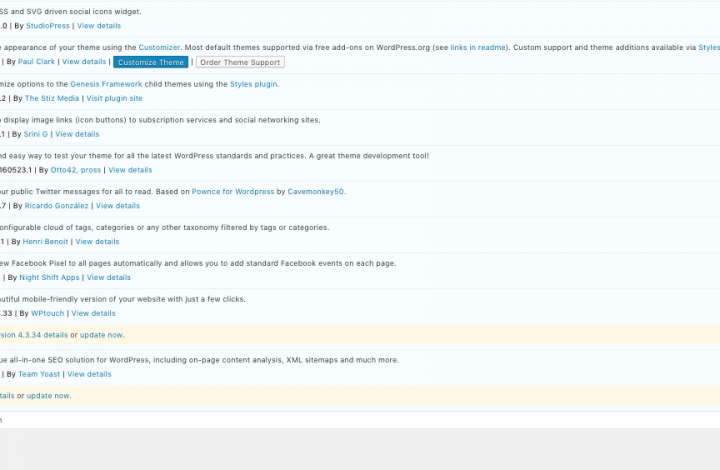 SS and SVG driven social icons widget.
.0 | By StudioPress | View details
e appearance of your theme using the Customizer. Most default themes supported via free add-ons on WordPress.org (see links in readme). Custom support and theme additions available via Styles
| By Paul Clark | View details | Customize Theme | Order Theme Support
mize options to the Genesis Framework child themes using the Styles plugin.
.2 | By The Stiz Media | Visit plugin site
o display image links (icon buttons) to subscription services and social networking sites.
.1 | By Srini G | View details
nd easy way to test your theme for all the latest WordPress standards and practices. A great theme development tool!
160523.1 | By Otto42, pross | View details
our public Twitter messages for all to read. Based on Pownce for Wordpress by Cavemonkey50.
.7 | By Ricardo González | View details
onfigurable cloud of tags, categories or any other taxonomy filtered by tags or categories.
1 | By Henri Benoit | View details
ew Facebook Pixel to all pages automatically and allows you to add standard Facebook events on each page.
| By Night Shift Apps | View details
utiful mobile-friendly version of your website with just a few clicks.
.33 | By WPtouch | View details
rsion 4.3.34 details or update now.
ue all-in-one SEO solution for WordPress, including on-page content analysis, XML sitemaps and much more.
| By Team Yoast | View details
tails or update now.
n